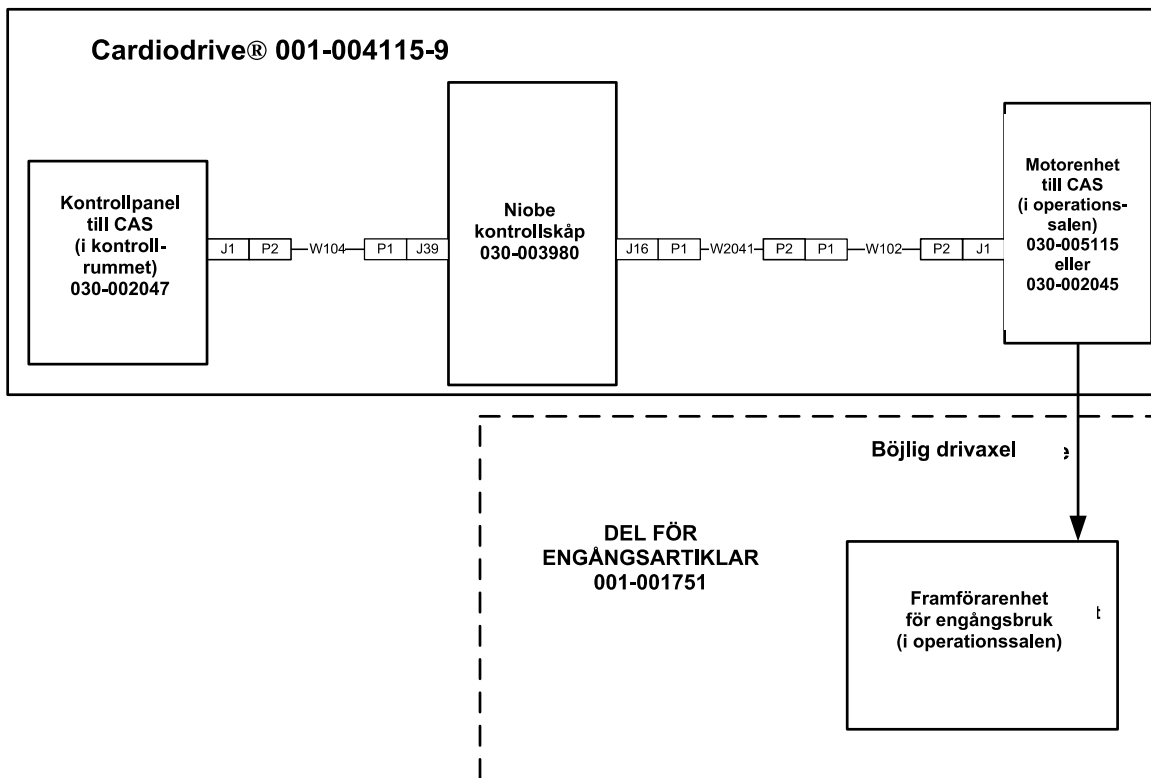 Cardiodrive® 001-004115-9
Kontrollpanel
till CAS
(i kontroll-
rummet)
030-002047
J1 P2 W104 P1 J39
Niobe
kontrollskåp
030-003980
J16 P1 W2041 P2 P1 W102 P2 J1
Motorenhet
till CAS
(i operations-
salen)
030-005115
eller
030-002045
Böjlig drivaxel
DEL FÖR
ENGÅNGSARTIKLAR
001-001751
Framförarenhet
för engångsbruk
(i operationssalen)